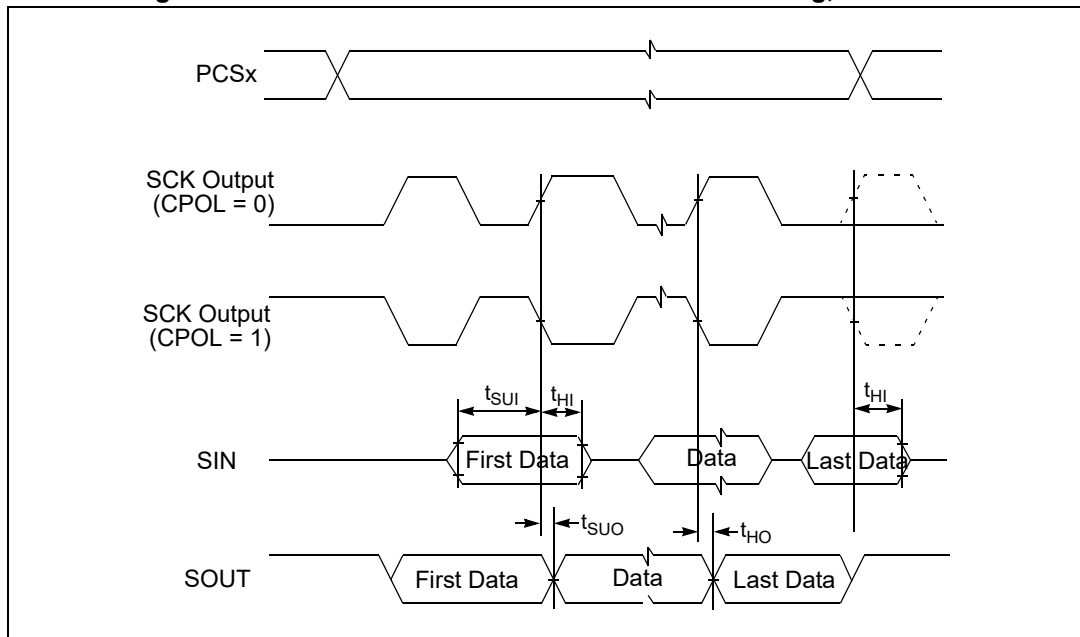 PCSx
SCK Output
(CPOL = 0)
SCK Output
(CPOL = 1)
tSUI
tHI
tHI
SIN
First Data
Data
Last Data
tSUO
tHO
SOUT
First Data
Data
Last Data